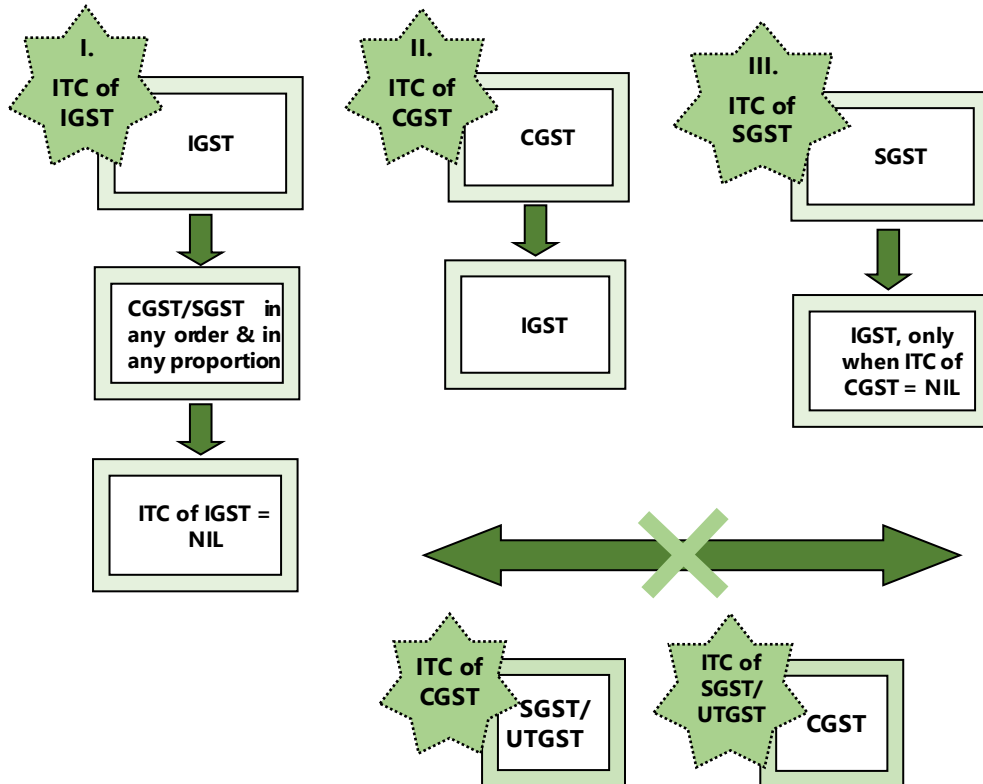 I.
ITC of
IGST
IGST
CGST/SGST in
any order & in
any proportion
ITC of IGST =
NIL
II.
ITC of
CGST
CGST
IGST
III.
ITC of
SGST
SGST
IGST, only
when ITC of
CGST = NIL
ITC of
CGST
SGST/
UTGST
ITC of
SGST/
UTGST
CGST